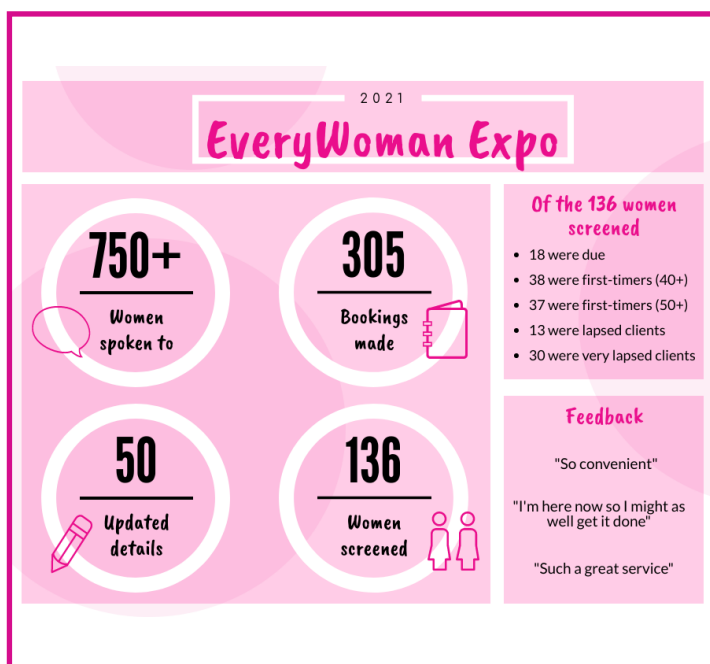 2021
EveryWoman Expo
750+
Women
spoken to
305
Bookings
made
50
Updated
details
136
Women
screened
Of the 136 women
screened
• 18 were due
• 38 were first-timers (40+)
• 37 were first-timers (50+)
• 13 were lapsed clients
• 30 were very lapsed clients
Feedback
"So convenient"
"I'm here now so I might as
well get it done"
"Such a great service"